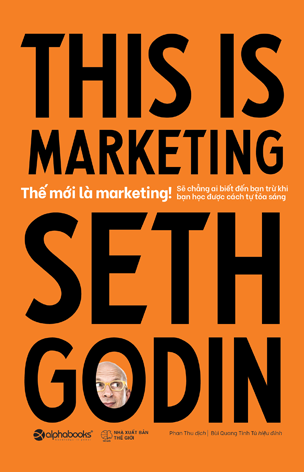 THIS IS
MARKETING
Thế mới là marketing!
Sẽ chẳng ai biết đến bạn trừ khi
bạn học được cách tự tỏa sáng
SETH
GODIN
alphabooks
NHÀ XUẤT BẢN
THẾ GIỚI
Phan Thu dịch | Bùi Quang Tinh Tú hiệu đính